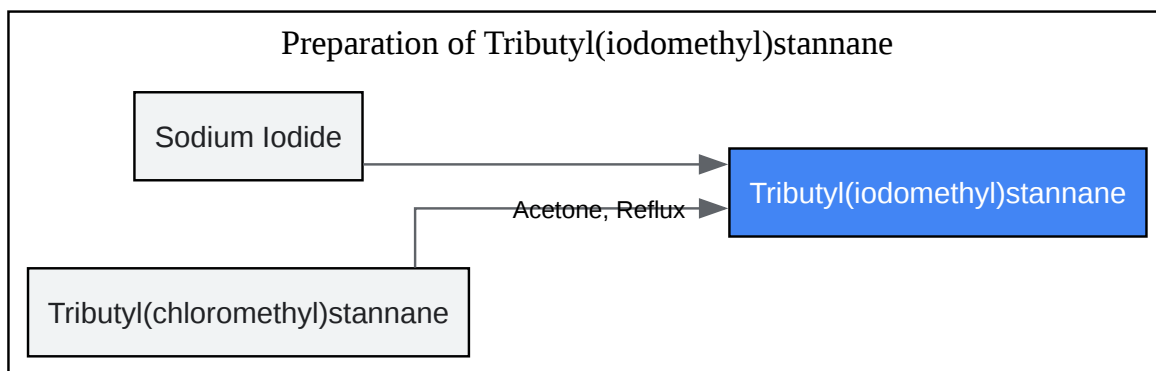 Preparation of Tributyl(iodomethyl)stannane
Sodium Iodide
Tributyl(iodomethyl)stannane
Acetone, Reflux
Tributyl(chloromethyl)stannane